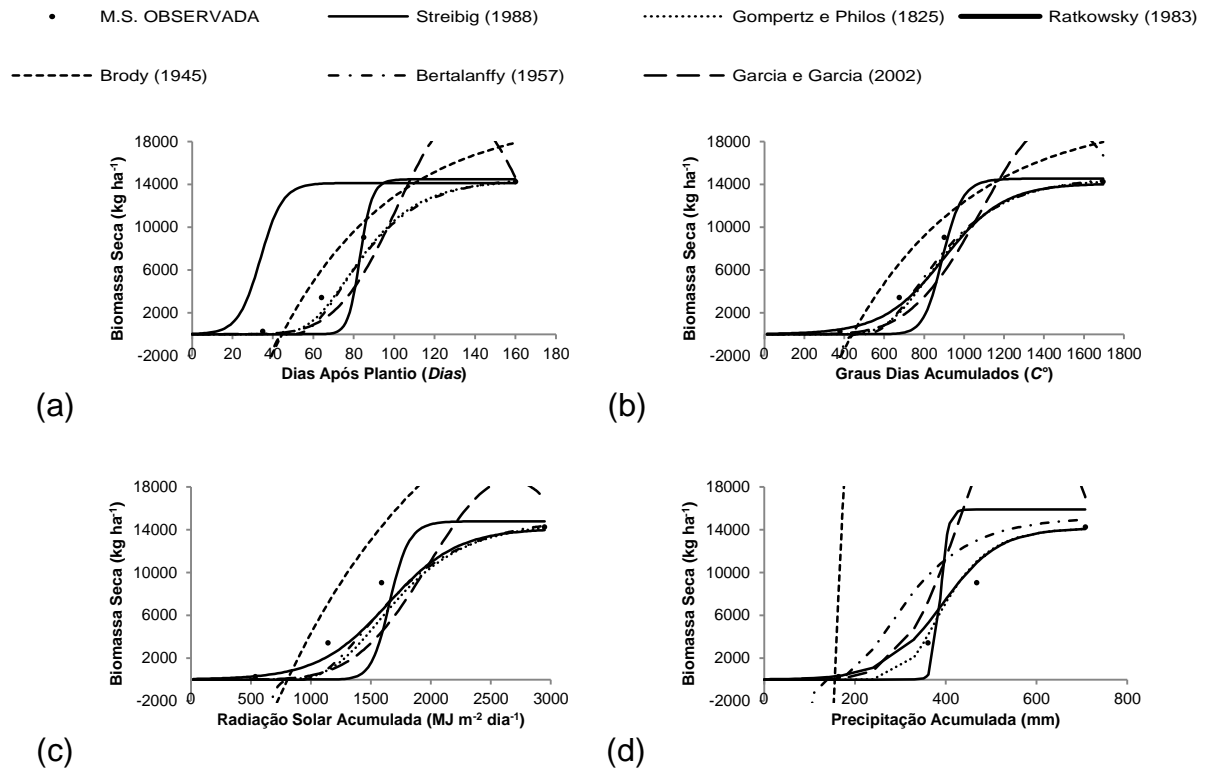 M.S. OBSERVADA Streibig (1988) Gompertz e Philos (1825) Ratkowsky (1983)
Brody (1945) Bertalanffy (1957) Garcia e Garcia (2002)
Biomassa Seca (kg ha⁻¹)
18000
14000
10000
6000
2000
-2000
0 20 40 60 80 100 120 140 160 180
Dias Após Plantio (Dias)
(a)
Biomassa Seca (kg ha⁻¹)
18000
14000
10000
6000
2000
-2000
0 200 400 600 800 1000 1200 1400 1600 1800
Graus Dias Acumulados (C°)
(b)
Biomassa Seca (kg ha⁻¹)
18000
14000
10000
6000
2000
-2000
0 500 1000 1500 2000 2500 3000
Radiação Solar Acumulada (MJ m⁻² dia⁻¹)
(c)
Biomassa Seca (kg ha⁻¹)
18000
14000
10000
6000
2000
-2000
0 200 400 600 800
Precipitação Acumulada (mm)
(d)